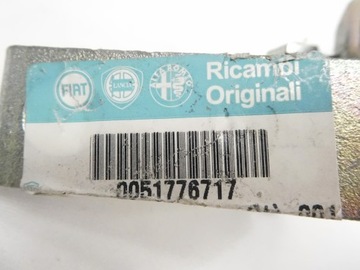 FIAT
LANCIA
ALFA ROMEO
Ricambi
Originali
0051776717